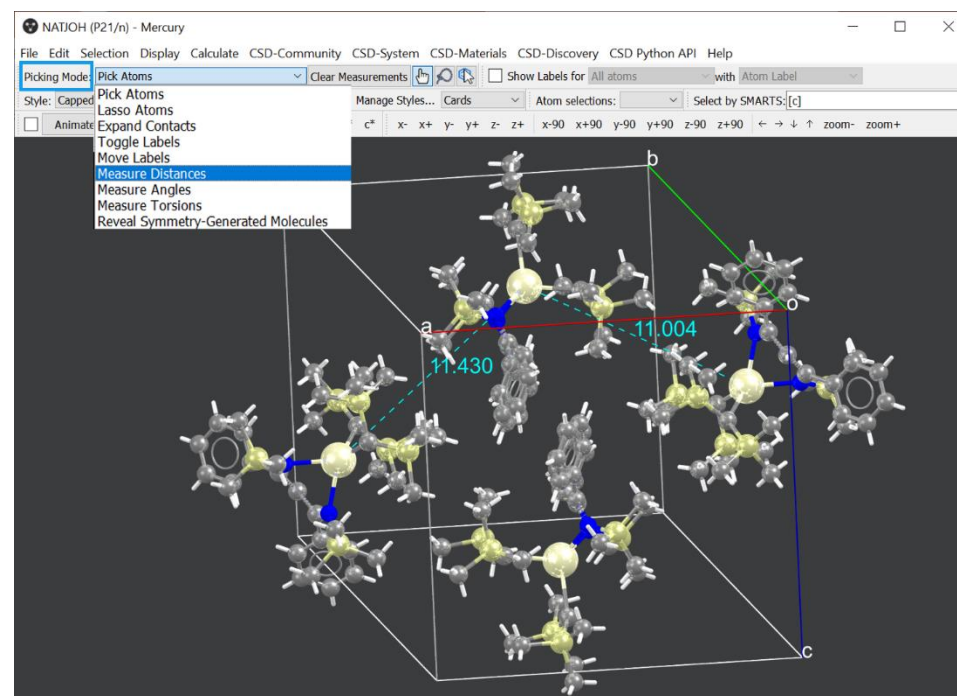 NATJOH (P21/n) - Mercury
File Edit Selection Display Calculate CSD-Community CSD-System CSD-Materials CSD-Discovery CSD Python API Help
Picking Mode: Pick Atoms Clear Measurements Show Labels for All atoms with Atom Label
Style: Capped Manage Styles... Cards Atom selections: Select by SMARTS: [c]
Animate c* x- x+ y- y+ z- z+ x-90 x+90 y-90 y+90 z-90 z+90 ← → ↓ ↑ zoom- zoom+
Pick Atoms
Lasso Atoms
Expand Contacts
Toggle Labels
Move Labels
Measure Distances
Measure Angles
Measure Torsions
Reveal Symmetry-Generated Molecules
b
o
a
11.004
11.430
c